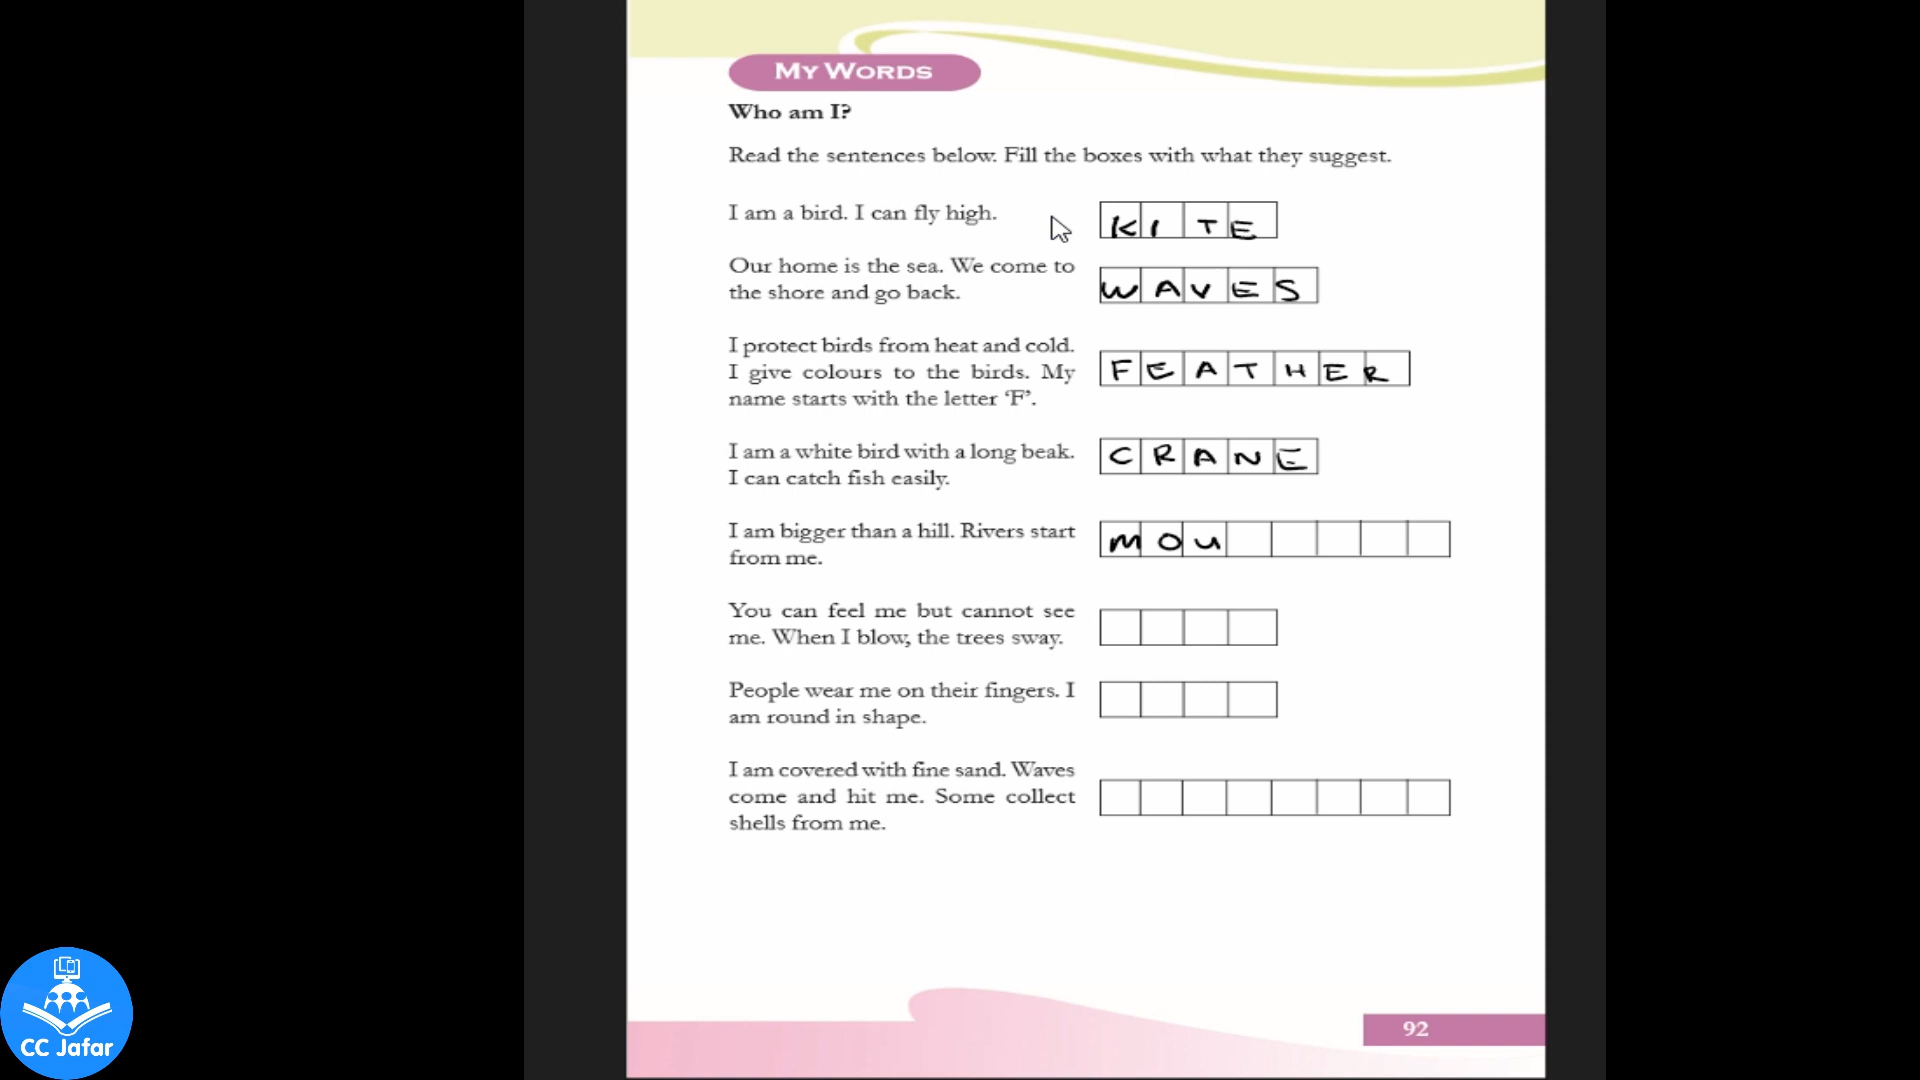 MY WORDS
Who am I?
Read the sentences below. Fill the boxes with what they suggest.
I am a bird. I can fly high.
KITE
Our home is the sea. We come to
the shore and go back.
WAVES
I protect birds from heat and cold.
I give colours to the birds. My
name starts with the letter ‘F’.
FEATHER
I am a white bird with a long beak.
I can catch fish easily.
CRANE
I am bigger than a hill. Rivers start
from me.
MOU
You can feel me but cannot see
me. When I blow, the trees sway.
People wear me on their fingers. I
am round in shape.
I am covered with fine sand. Waves
come and hit me. Some collect
shells from me.
92
CC Jafar